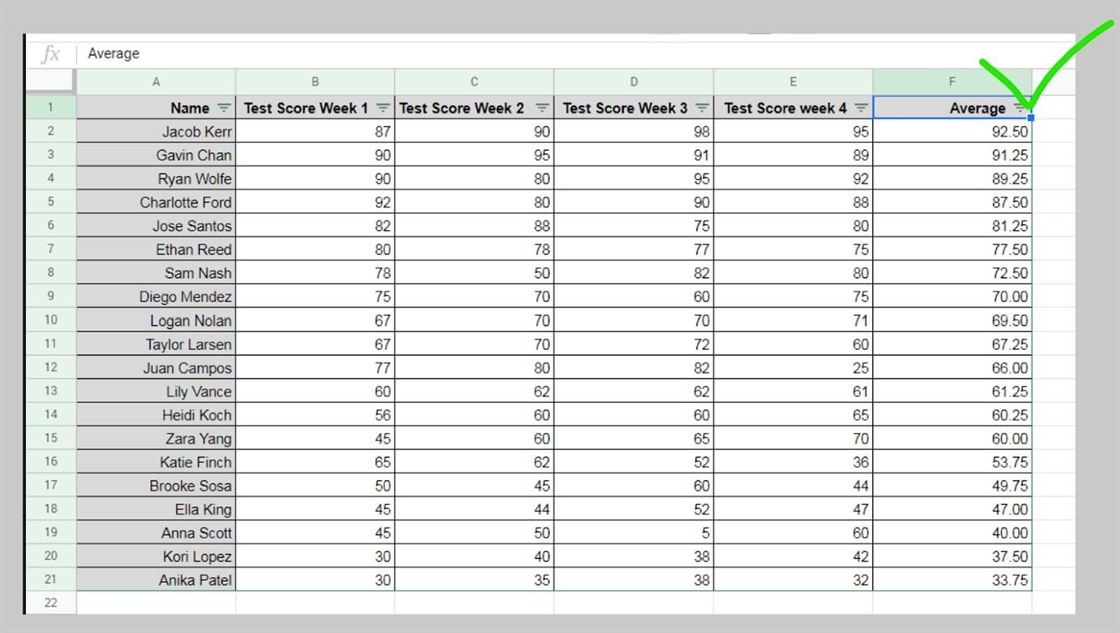 fx Average
A B C D E F
1 Name Test Score Week 1 Test Score Week 2 Test Score Week 3 Test Score week 4 Average
2 Jacob Kerr 87 90 98 95 92.50
3 Gavin Chan 90 95 91 89 91.25
4 Ryan Wolfe 90 80 95 92 89.25
5 Charlotte Ford 92 80 90 88 87.50
6 Jose Santos 82 88 75 80 81.25
7 Ethan Reed 80 78 77 75 77.50
8 Sam Nash 78 50 82 80 72.50
9 Diego Mendez 75 70 60 75 70.00
10 Logan Nolan 67 70 70 71 69.50
11 Taylor Larsen 67 70 72 60 67.25
12 Juan Campos 77 80 82 25 66.00
13 Lily Vance 60 62 62 61 61.25
14 Heidi Koch 56 60 60 65 60.25
15 Zara Yang 45 60 65 70 60.00
16 Katie Finch 65 62 52 36 53.75
17 Brooke Sosa 50 45 60 44 49.75
18 Ella King 45 44 52 47 47.00
19 Anna Scott 45 50 5 60 40.00
20 Kori Lopez 30 40 38 42 37.50
21 Anika Patel 30 35 38 32 33.75
22